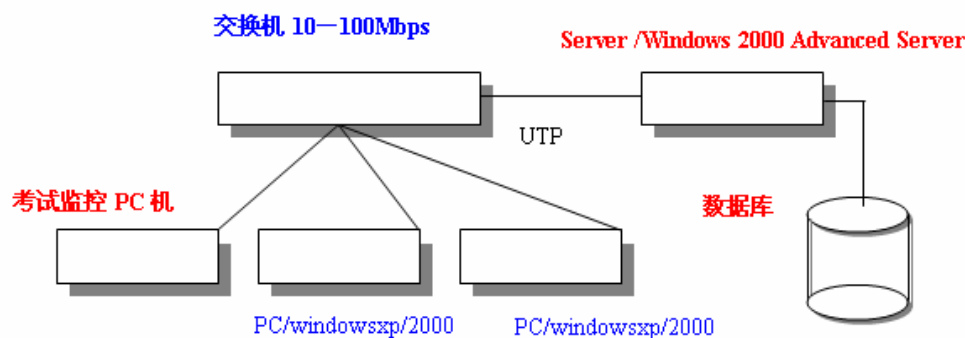 交换机 10—100Mbps
Server /Windows 2000 Advanced Server
UTP
考试监控 PC 机
数据库
PC/windowsxp/2000
PC/windowsxp/2000